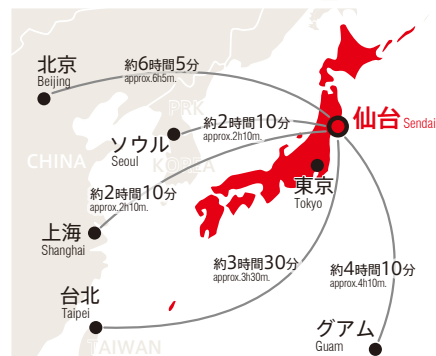 北京
Beijing
約6時間5分
approx.6h5m.
PRK
約2時間10分
approx.2h10m.
仙台 Sendai
ソウル
Seoul
CHINA
KOREA
約2時間10分
approx.2h10m.
東京
Tokyo
上海
Shanghai
約3時間30分
approx.3h30m.
約4時間10分
approx.4h10m.
台北
Taipei
グアム
Guam
TAIWAN